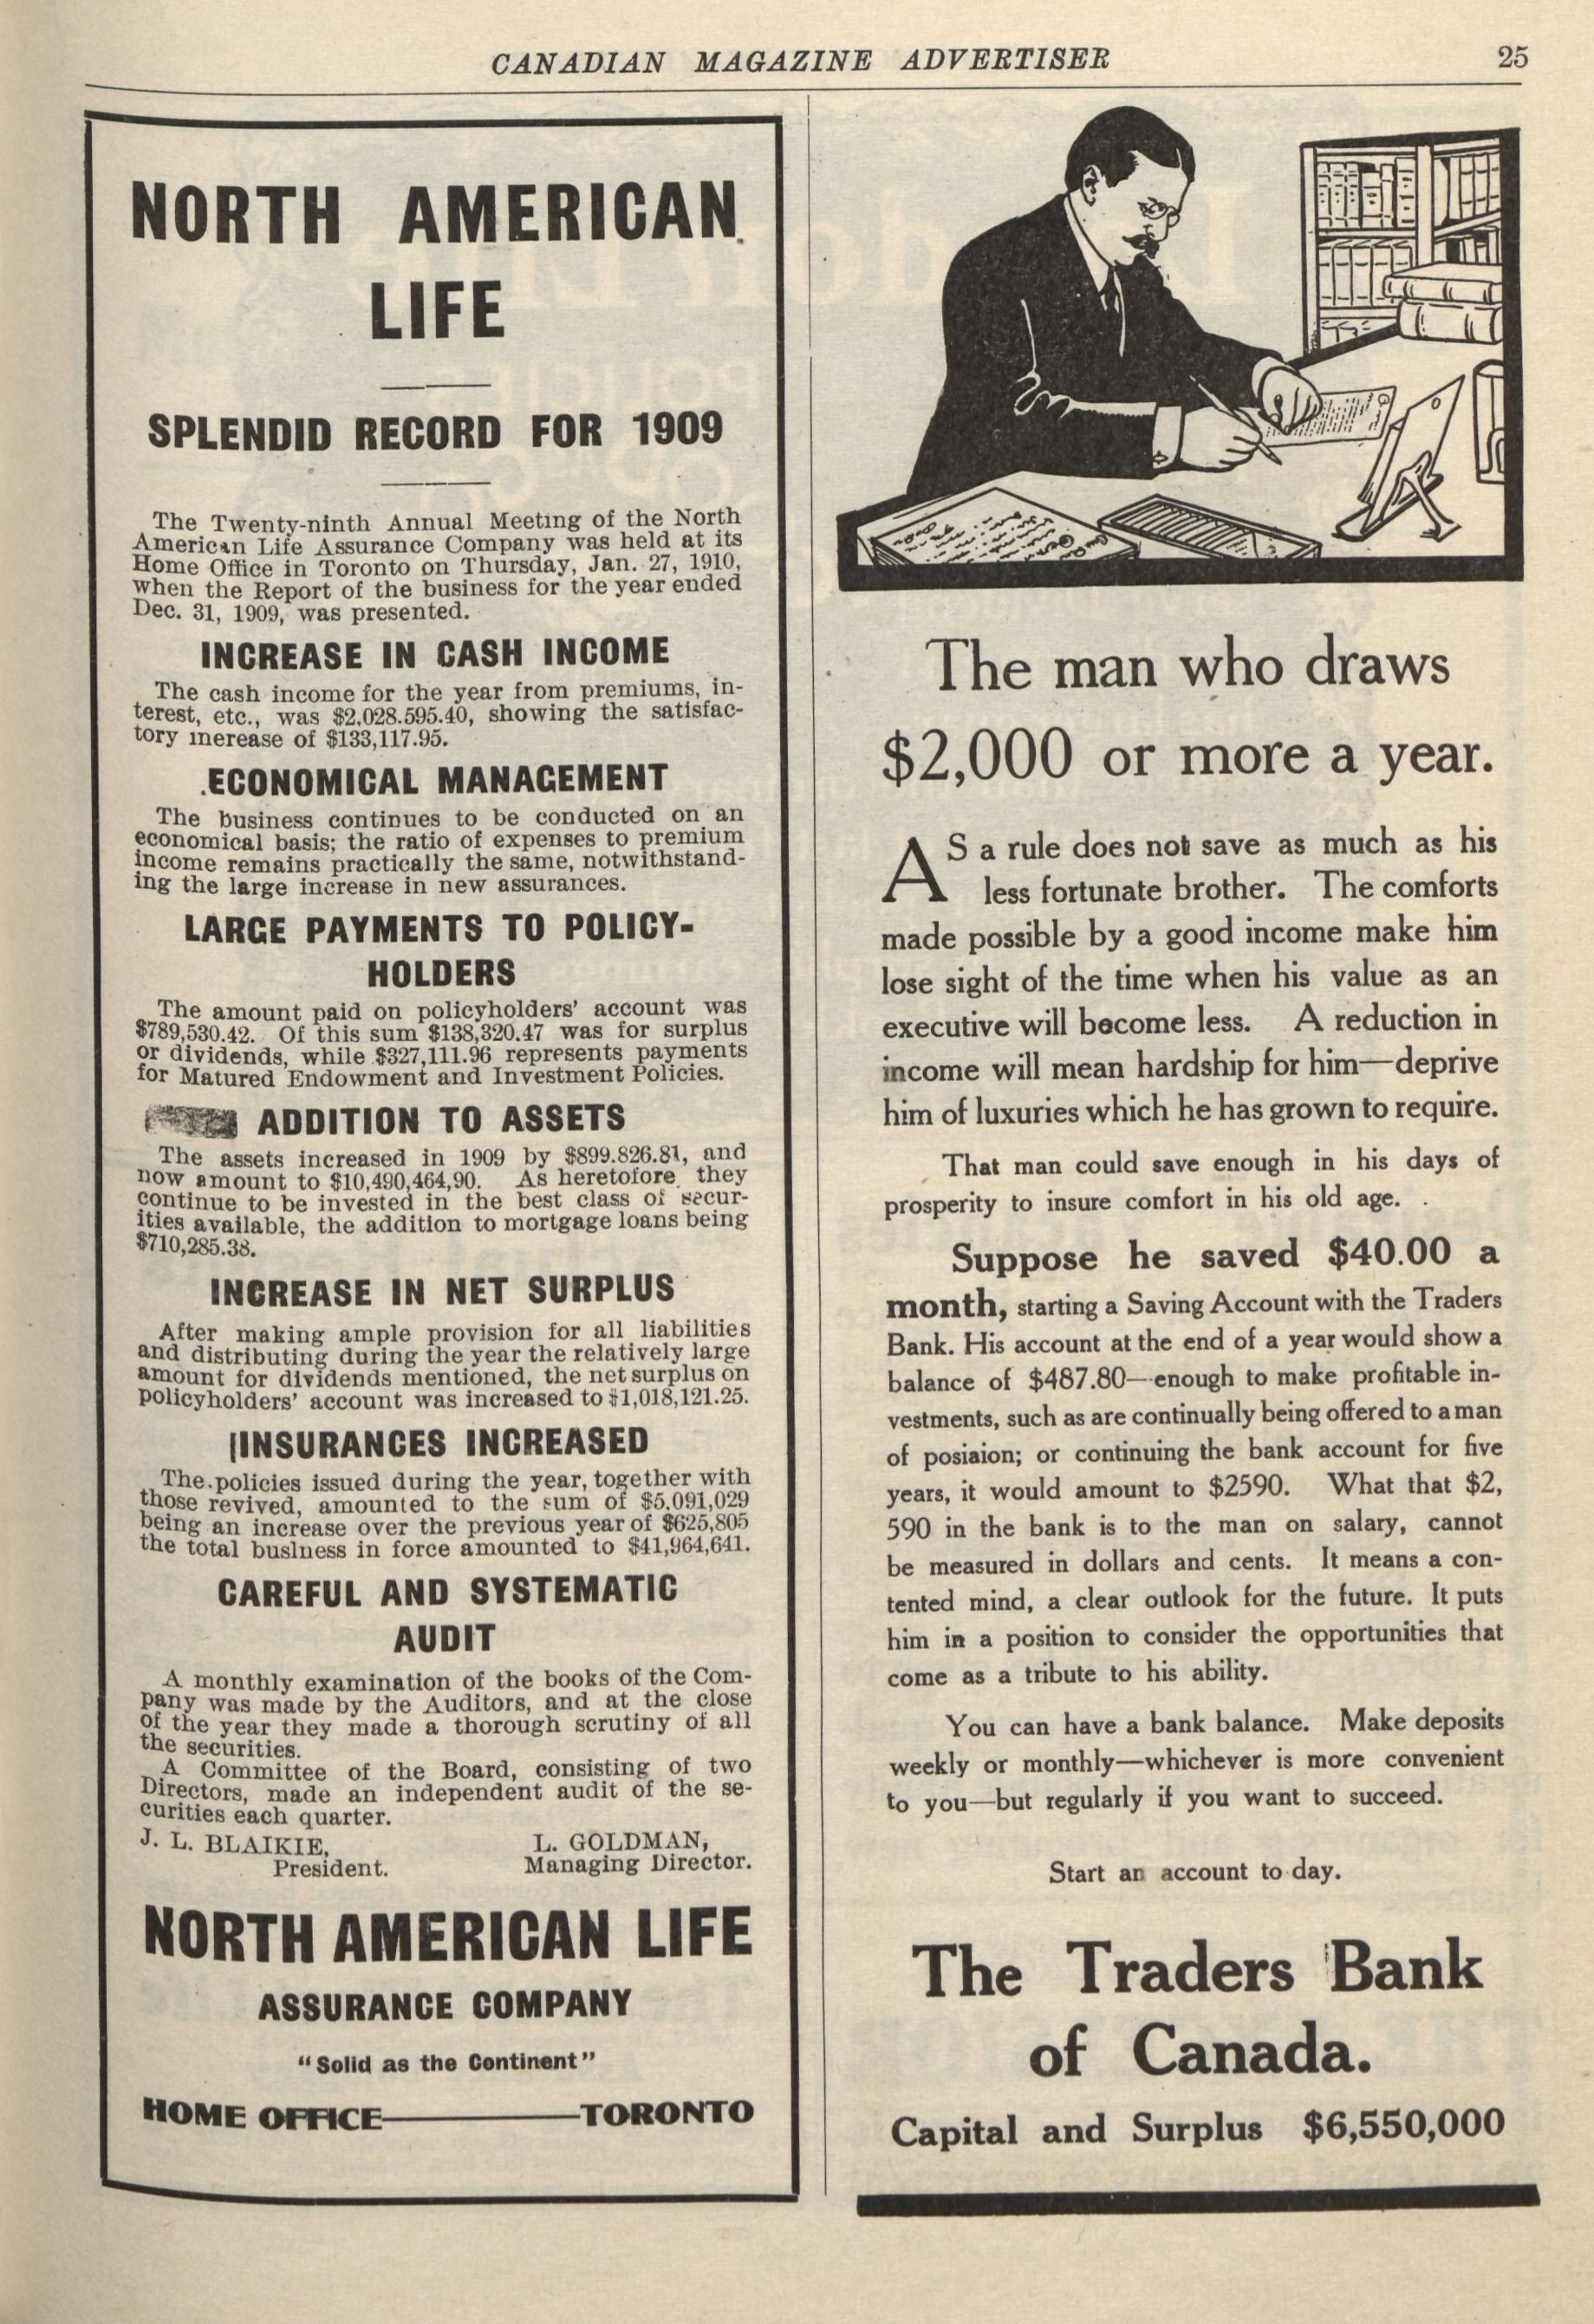 CANADIAN MAGAZINE ADVERTISER 25
NORTH AMERICAN
LIFE
SPLENDID RECORD FOR 1909
The Twenty-ninth Annual Meeting of the North
American Life Assurance Company was held at its
Home Office in Toronto on Thursday, Jan. 27, 1910,
when the Report of the business for the year ended
Dec. 31, 1909, was presented.
INCREASE IN CASH INCOME
The cash income for the year from premiums, in-
terest, etc., was $2,028.595.40, showing the satisfac-
tory inerease of $133,117.95.
ECONOMICAL MANAGEMENT
The business continues to be conducted on an
economical basis; the ratio of expenses to premium
income remains practically the same, notwithstand-
ing the large increase in new assurances.
LARGE PAYMENTS TO POLICY-
HOLDERS
The amount paid on policyholders' account was
$789,530.42. Of this sum $138,320.47 was for surplus
or dividends, while $327,111.96 represents payments
for Matured Endowment and Investment Policies.
ADDITION TO ASSETS
The assets increased in 1909 by $899.826.81, and
now amount to $10,490,464,90. As heretofore they
continue to be invested in the best class of secur-
ities available, the addition to mortgage loans being
$710,285.38.
INCREASE IN NET SURPLUS
After making ample provision for all liabilities
and distributing during the year the relatively large
amount for dividends mentioned, the net surplus on
policyholders' account was increased to $1,018,121.25.
INSURANCES INCREASED
The policies issued during the year, together with
those revived, amounted to the sum of $5,091,029
being an increase over the previous year of $625,805
the total buslness in force amounted to $41,964,641.
CAREFUL AND SYSTEMATIC
AUDIT
A monthly examination of the books of the Com-
pany was made by the Auditors, and at the close
of the year they made a thorough scrutiny of all
the securities.
A Committee of the Board, consisting of two
Directors, made an independent audit of the se-
curities each quarter.
J. L. BLAIKIE, L. GOLDMAN,
President. Managing Director.
NORTH AMERICAN LIFE
ASSURANCE COMPANY
"Solid as the Continent"
HOME OFFICE————TORONTO
The man who draws
$2,000 or more a year.
AS a rule does not save as much as his
less fortunate brother. The comforts
made possible by a good income make him
lose sight of the time when his value as an
executive will become less. A reduction in
income will mean hardship for him—deprive
him of luxuries which he has grown to require.
That man could save enough in his days of
prosperity to insure comfort in his old age.
Suppose he saved $40.00 a
month, starting a Saving Account with the Traders
Bank. His account at the end of a year would show a
balance of $487.80—enough to make profitable in-
vestments, such as are continually being offered to a man
of posiaion; or continuing the bank account for five
years, it would amount to $2590. What that $2,
590 in the bank is to the man on salary, cannot
be measured in dollars and cents. It means a con-
tented mind, a clear outlook for the future. It puts
him in a position to consider the opportunities that
come as a tribute to his ability.
You can have a bank balance. Make deposits
weekly or monthly—whichever is more convenient
to you—but regularly if you want to succeed.
Start an account to day.
The Traders Bank
of Canada.
Capital and Surplus $6,550,000